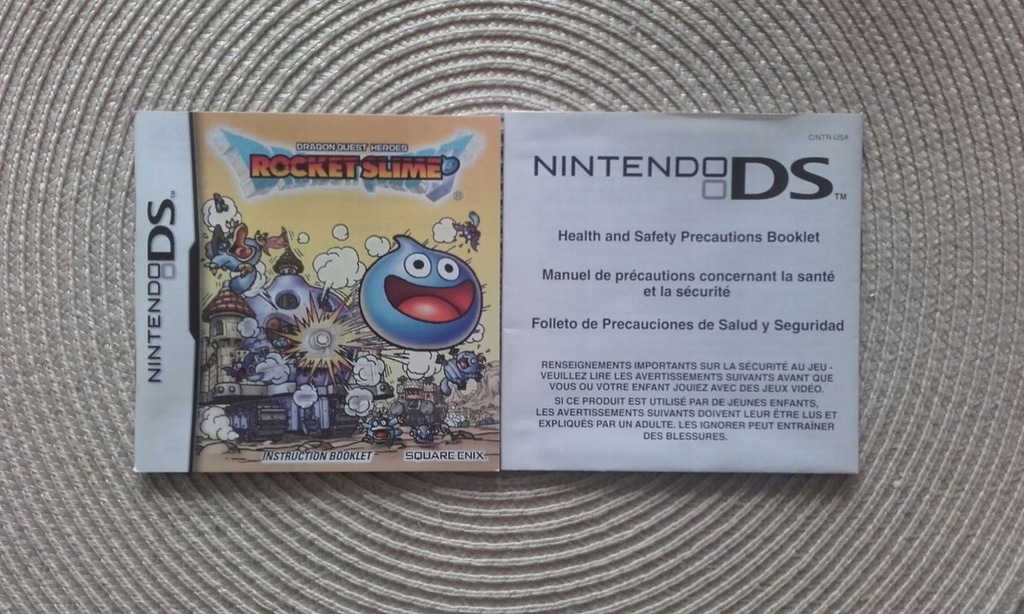 NINTENDO DS™
DRAGON QUEST HEROES
ROCKET SLIME®
INSTRUCTION BOOKLET
SQUARE ENIX
C/NTR-USA
NINTENDO DS™
Health and Safety Precautions Booklet
Manuel de précautions concernant la santé
et la sécurité
Folleto de Precauciones de Salud y Seguridad
RENSEIGNEMENTS IMPORTANTS SUR LA SÉCURITÉ AU JEU -
VEUILLEZ LIRE LES AVERTISSEMENTS SUIVANTS AVANT QUE
VOUS OU VOTRE ENFANT JOUIEZ AVEC DES JEUX VIDÉO.
SI CE PRODUIT EST UTILISÉ PAR DE JEUNES ENFANTS,
LES AVERTISSEMENTS SUIVANTS DOIVENT LEUR ÊTRE LUS ET
EXPLIQUÉS PAR UN ADULTE. LES IGNORER PEUT ENTRAÎNER
DES BLESSURES.